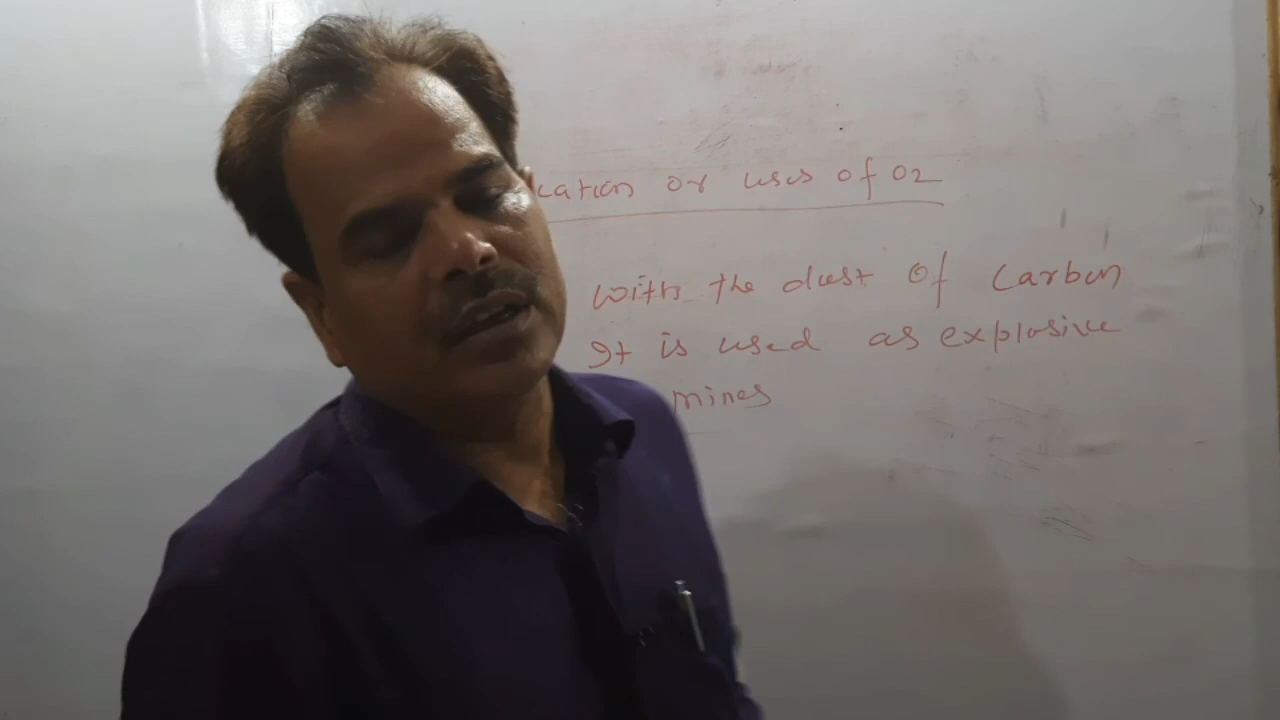 cation or uses of O2
with the dust of Carbon
It is used as explosive
mines